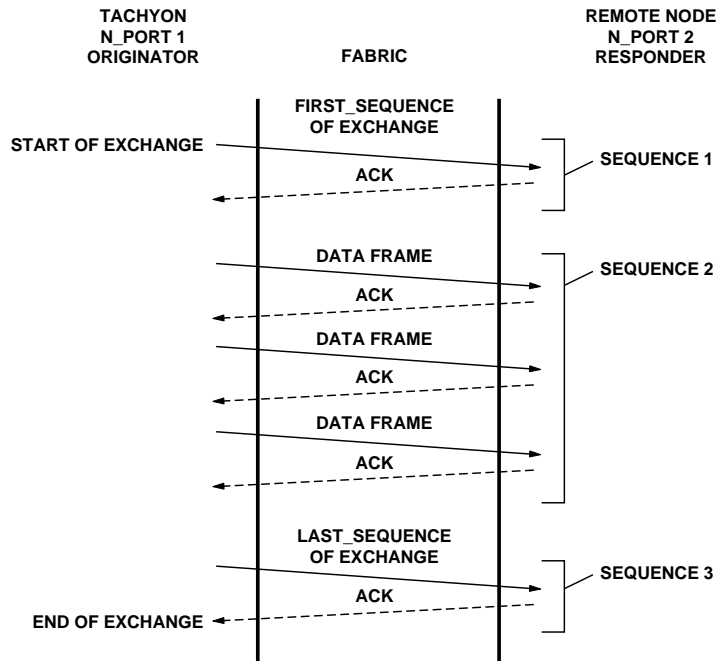 TACHYON
N_PORT 1
ORIGINATOR
FABRIC
REMOTE NODE
N_PORT 2
RESPONDER
FIRST_SEQUENCE
OF EXCHANGE
START OF EXCHANGE
SEQUENCE 1
ACK
DATA FRAME
SEQUENCE 2
ACK
DATA FRAME
ACK
DATA FRAME
ACK
LAST_SEQUENCE
OF EXCHANGE
SEQUENCE 3
ACK
END OF EXCHANGE